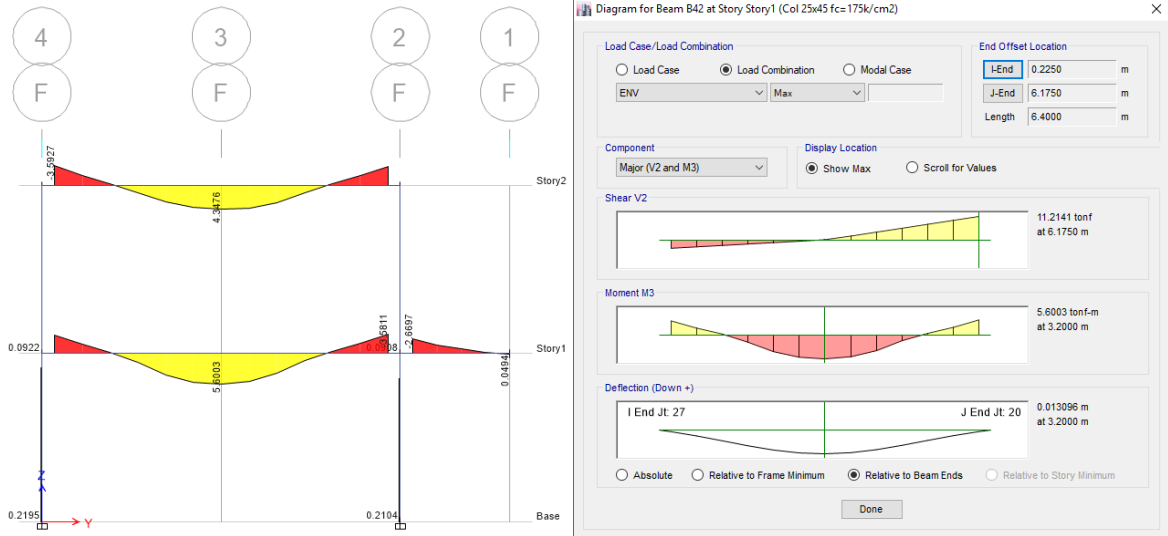 4
3
2
1
F
F
F
F
-3.5927
Story2
4.3476
-3.5811
-2.6697
0.0922
0.0908
Story1
5.6003
0.0494
Z
0.2195
Y
0.2104
Base
Diagram for Beam B42 at Story Story1 (Col 25x45 fc=175k/cm2)
Load Case/Load Combination
Load Case
Load Combination
Modal Case
ENV
Max
End Offset Location
I-End
0.2250
m
J-End
6.1750
m
Length
6.4000
m
Component
Major (V2 and M3)
Display Location
Show Max
Scroll for Values
Shear V2
11.2141 tonf
at 6.1750 m
Moment M3
5.6003 tonf-m
at 3.2000 m
Deflection (Down +)
I End Jt: 27
J End Jt: 20
0.013096 m
at 3.2000 m
Absolute
Relative to Frame Minimum
Relative to Beam Ends
Relative to Story Minimum
Done